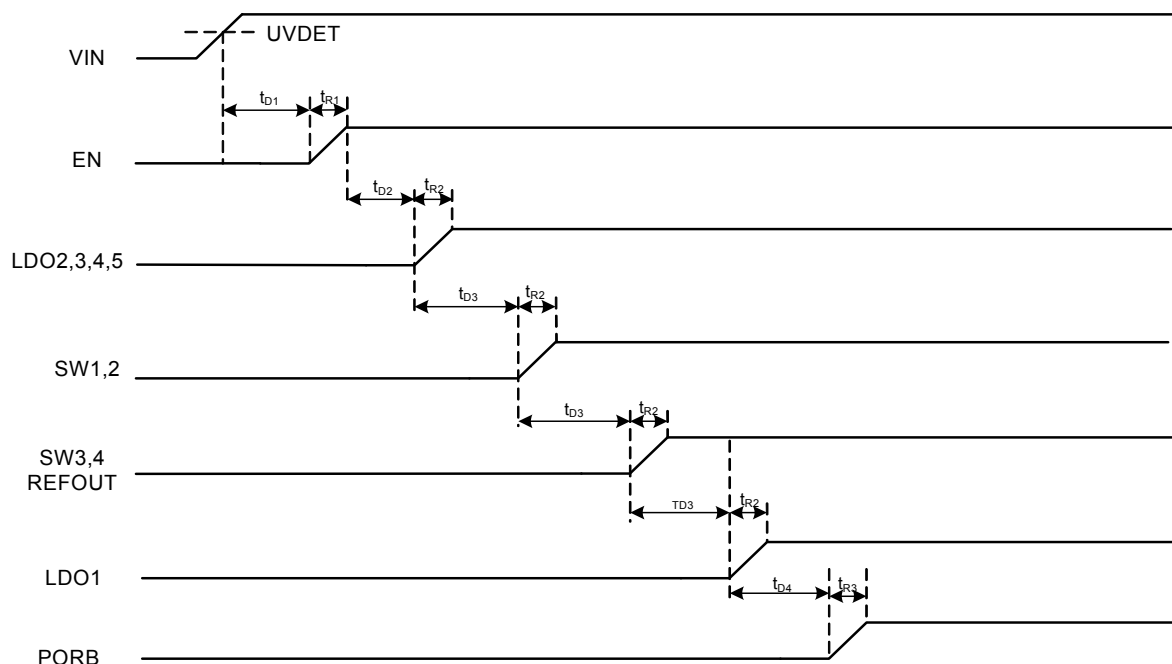 UVDET
VIN
tD1
tR1
EN
tD2
tR2
LDO2,3,4,5
tD3
tR2
SW1,2
tD3
tR2
SW3,4
REFOUT
TD3
tR2
LDO1
tD4
tR3
PORB